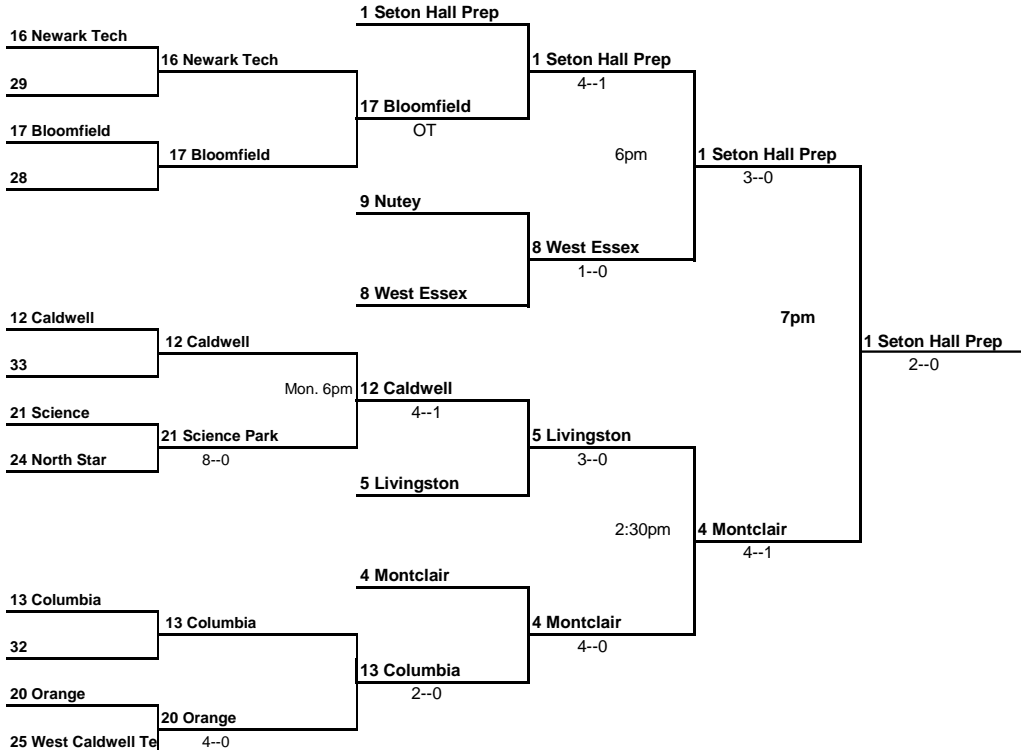 1 Seton Hall Prep
16 Newark Tech
16 Newark Tech
1 Seton Hall Prep
29
4--1
17 Bloomfield
17 Bloomfield
OT
17 Bloomfield
6pm
1 Seton Hall Prep
28
3--0
9 Nutey
8 West Essex
1--0
8 West Essex
12 Caldwell
7pm
12 Caldwell
1 Seton Hall Prep
33
2--0
Mon. 6pm
12 Caldwell
21 Science
4--1
21 Science Park
5 Livingston
24 North Star
8--0
3--0
5 Livingston
2:30pm
4 Montclair
4--1
4 Montclair
13 Columbia
13 Columbia
4 Montclair
32
4--0
13 Columbia
20 Orange
2--0
20 Orange
25 West Caldwell Te
4--0